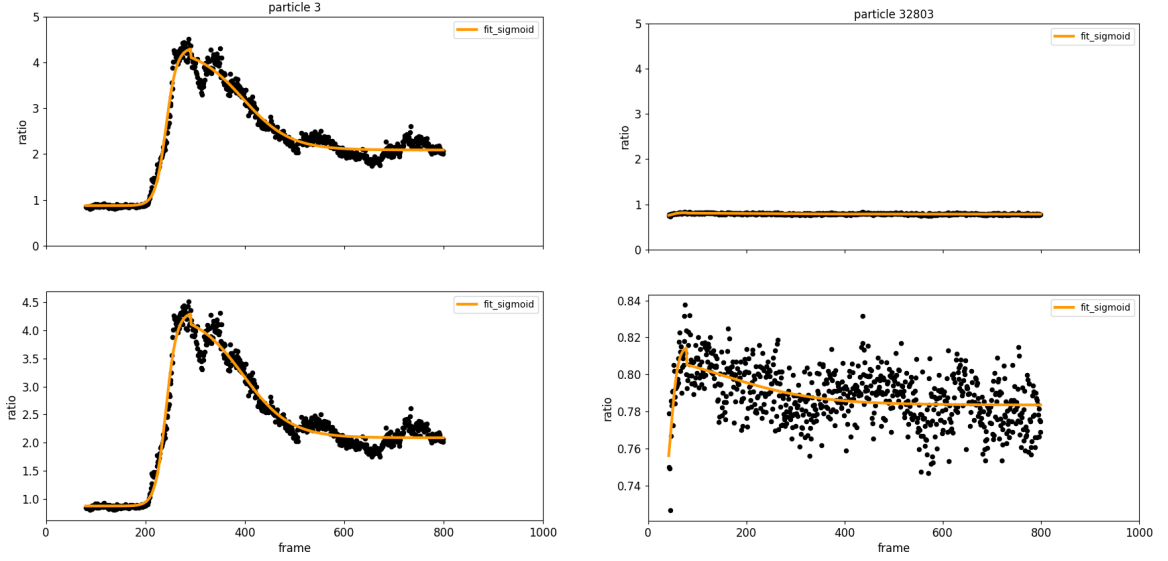 particle 3
5
4
3
2
1
0
ratio
fit_sigmoid
4.5
4.0
3.5
3.0
2.5
2.0
1.5
1.0
ratio
fit_sigmoid
0 200 400 600 800 1000
frame
particle 32803
5
4
3
2
1
0
ratio
fit_sigmoid
0.84
0.82
0.80
0.78
0.76
0.74
ratio
fit_sigmoid
0 200 400 600 800 1000
frame